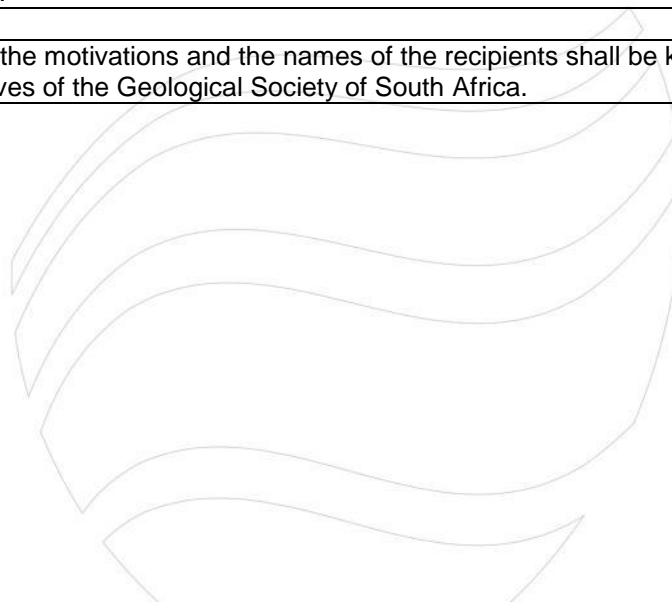 the motivations and the names of the recipients shall be
ves of the Geological Society of South Africa.